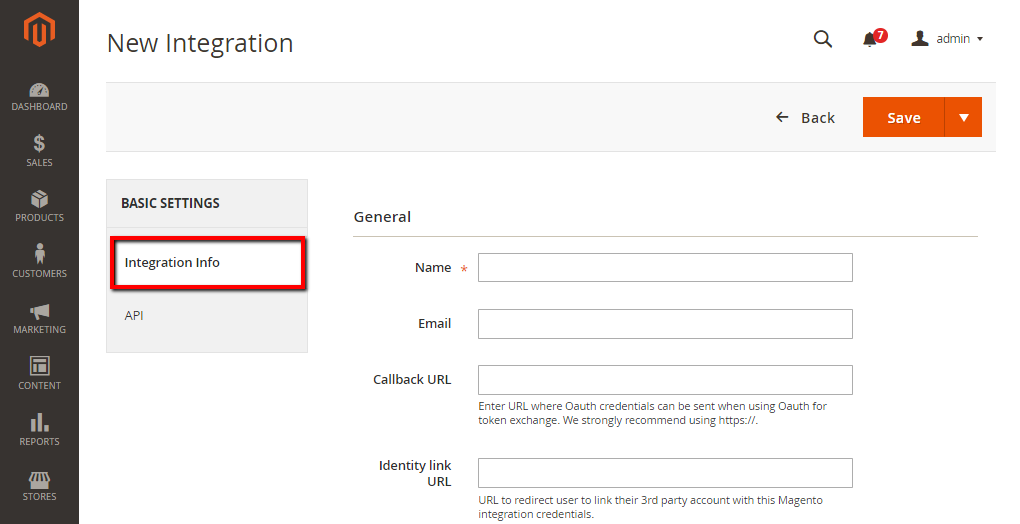 New Integration
7
admin
Back
Save
DASHBOARD
SALES
PRODUCTS
CUSTOMERS
MARKETING
CONTENT
REPORTS
STORES
BASIC SETTINGS
Integration Info
API
General
Name *
Email
Callback URL
Enter URL where Oauth credentials can be sent when using Oauth for
token exchange. We strongly recommend using https://.
Identity link
URL
URL to redirect user to link their 3rd party account with this Magento
integration credentials.